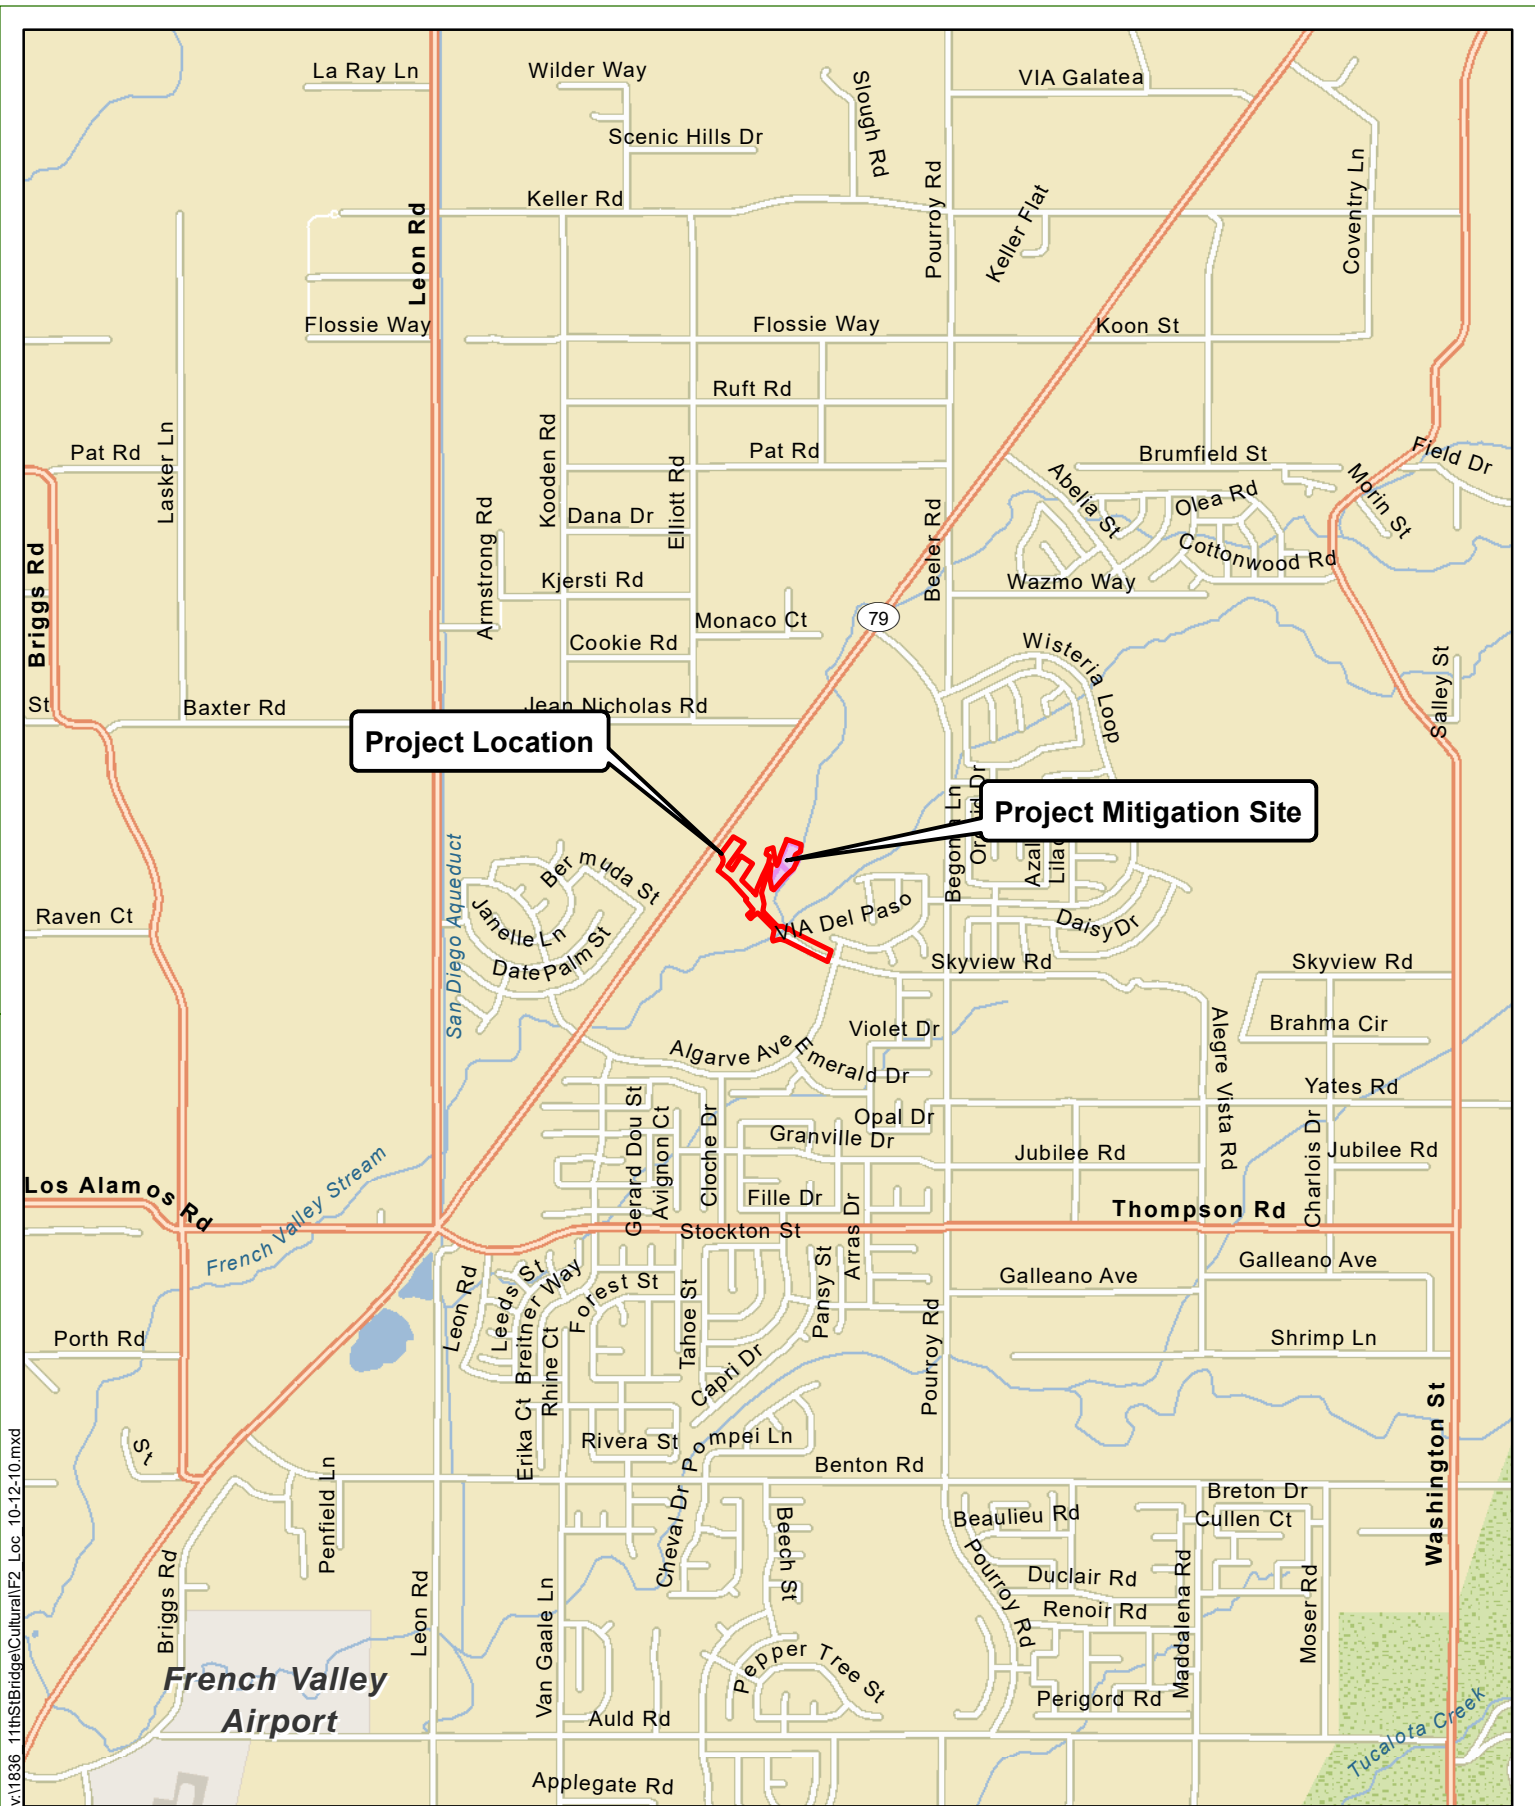 La Ray Ln
Wilder Way
Slough Rd
VIA Galatea
Scenic Hills Dr
Coventry Ln
Keller Rd
Pourroy Rd
Keller Flat
Leon Rd
Flossie Way
Flossie Way
Koon St
Ruft Rd
Pat Rd
Lasker Ln
Kooden Rd
Elliott Rd
Pat Rd
Brumfield St
Field Dr
Abelia St
Olea Rd
Morin St
Armstrong Rd
Dana Dr
Beeler Rd
Cottonwood Rd
Briggs Rd
Kjersti Rd
Wazmo Way
Monaco Ct
79
Cookie Rd
Wisteria Loop
Salley St
St
Baxter Rd
Jean Nicholas Rd
Project Location
Project Mitigation Site
Begonia Ln
San Diego Aqueduct
Bermuda St
Janelle Ln
Date Palm St
Raven Ct
VIA Del Paso
Daisy Dr
Skyview Rd
Skyview Rd
Violet Dr
Alegre Vista Rd
Brahma Cir
Algarve Ave
Emerald Dr
Yates Rd
Gerard Dou St
Avignon Ct
Cloche Dr
Opal Dr
Granville Dr
Jubilee Rd
Charlois Dr
Jubilee Rd
Los Alamos Rd
French Valley Stream
Fille Dr
Arras Dr
Thompson Rd
Stockton St
Galleano Ave
Galleano Ave
Leon Rd
Leeds St
Breitner Way
Forest St
Tahoe St
Pansy St
Pourroy Rd
Porth Rd
Rhine Ct
Erika Ct
Capri Dr
Shrimp Ln
Washington St
St
Rivera St
Pompei Ln
Benton Rd
Penfield Ln
Cheval Dr
Beech St
Breton Dr
Beaulieu Rd
Cullen Ct
Pourroy Rd
Duclair Rd
Renoir Rd
Maddalena Rd
Moser Rd
Briggs Rd
Leon Rd
Van Gaale Ln
Pepper Tree St
French Valley
Airport
Perigord Rd
Auld Rd
Tucalota Creek
Applegate Rd
v:\1836_11thStBridge\Cultural\F2_Loc_10-12-10.mxd